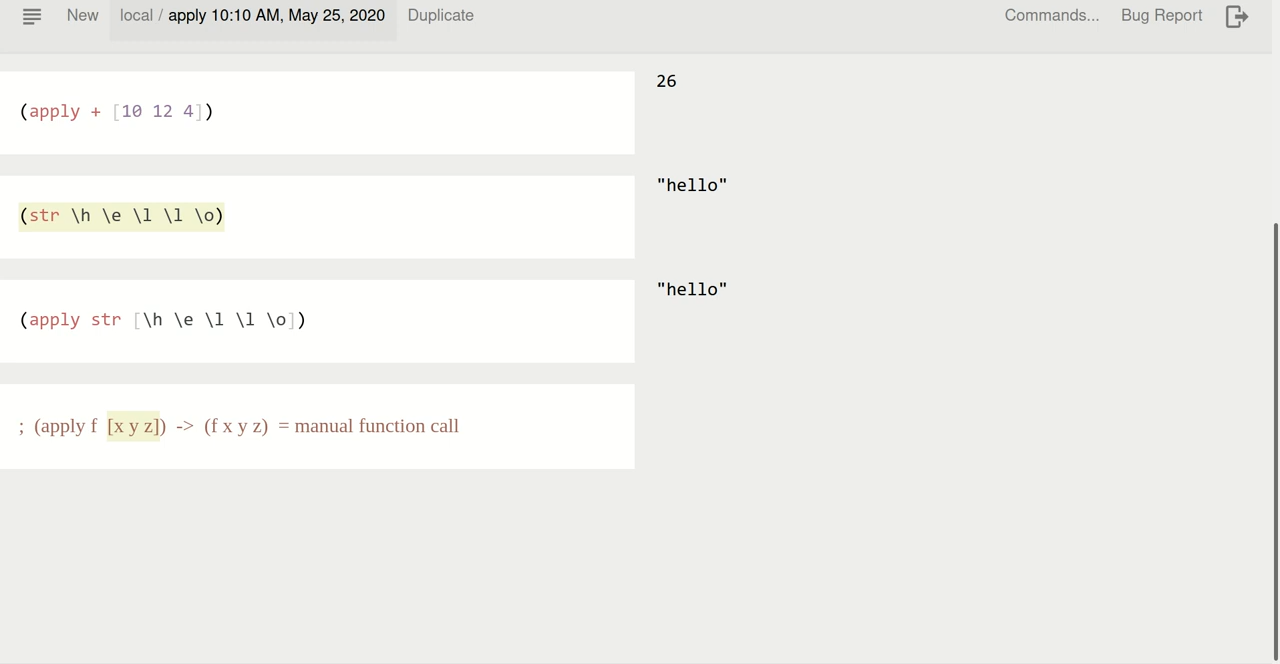 New local / apply 10:10 AM, May 25, 2020 Duplicate Commands... Bug Report
(apply + [10 12 4])
26
(str \h \e \l \l \o)
"hello"
(apply str [\h \e \l \l \o])
"hello"
; (apply f [x y z]) -> (f x y z) = manual function call